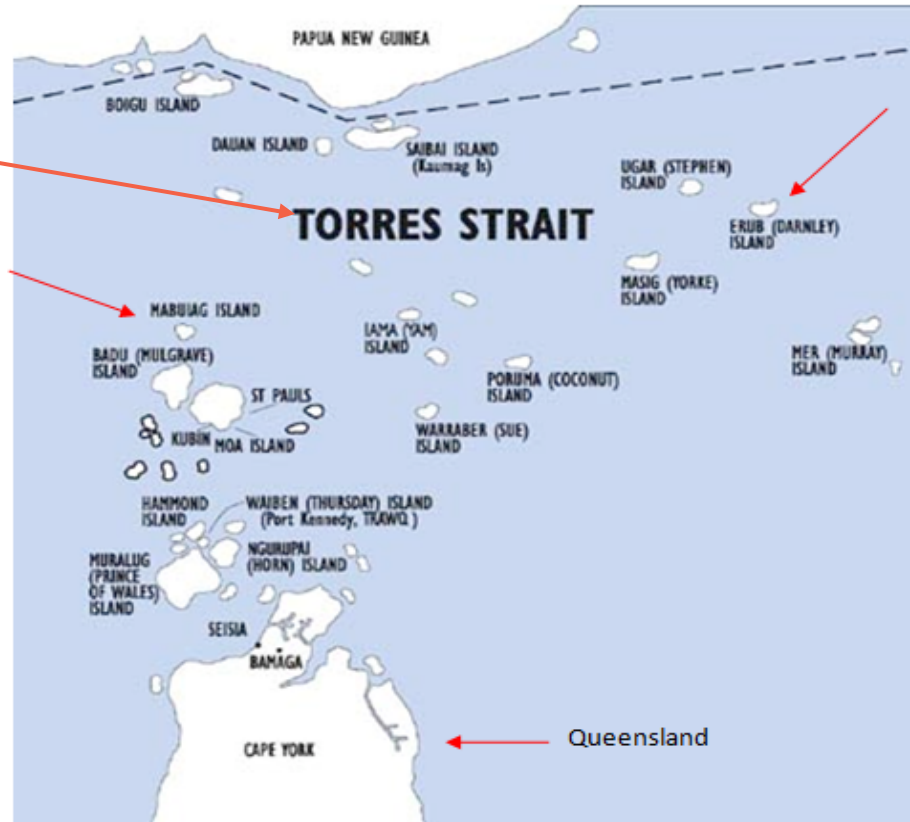 PAPUA NEW GUINEA
BOIGU ISLAND
DAUAN ISLAND
SAIBAI ISLAND
(Kaumag Is)
UGAR (STEPHEN)
ISLAND
TORRES STRAIT
ERUB (DARNLEY)
ISLAND
MASIG (YORKE)
ISLAND
MABUIAG ISLAND
IAMA (YAM)
ISLAND
MER (MURRAY)
ISLAND
BADU (MULGRAVE)
ISLAND
PORUMA (COCONUT)
ISLAND
ST PAULS
WARRABER (SUE)
ISLAND
KUBIN
MOA ISLAND
HAMMOND
ISLAND
WAIBEN (THURSDAY) ISLAND
(Port Kennedy, TRAWQ )
NGURUPAI
(HORN) ISLAND
MURALUG
(PRINCE
OF WALES)
ISLAND
SEISIA
BAMAGA
Queensland
CAPE YORK